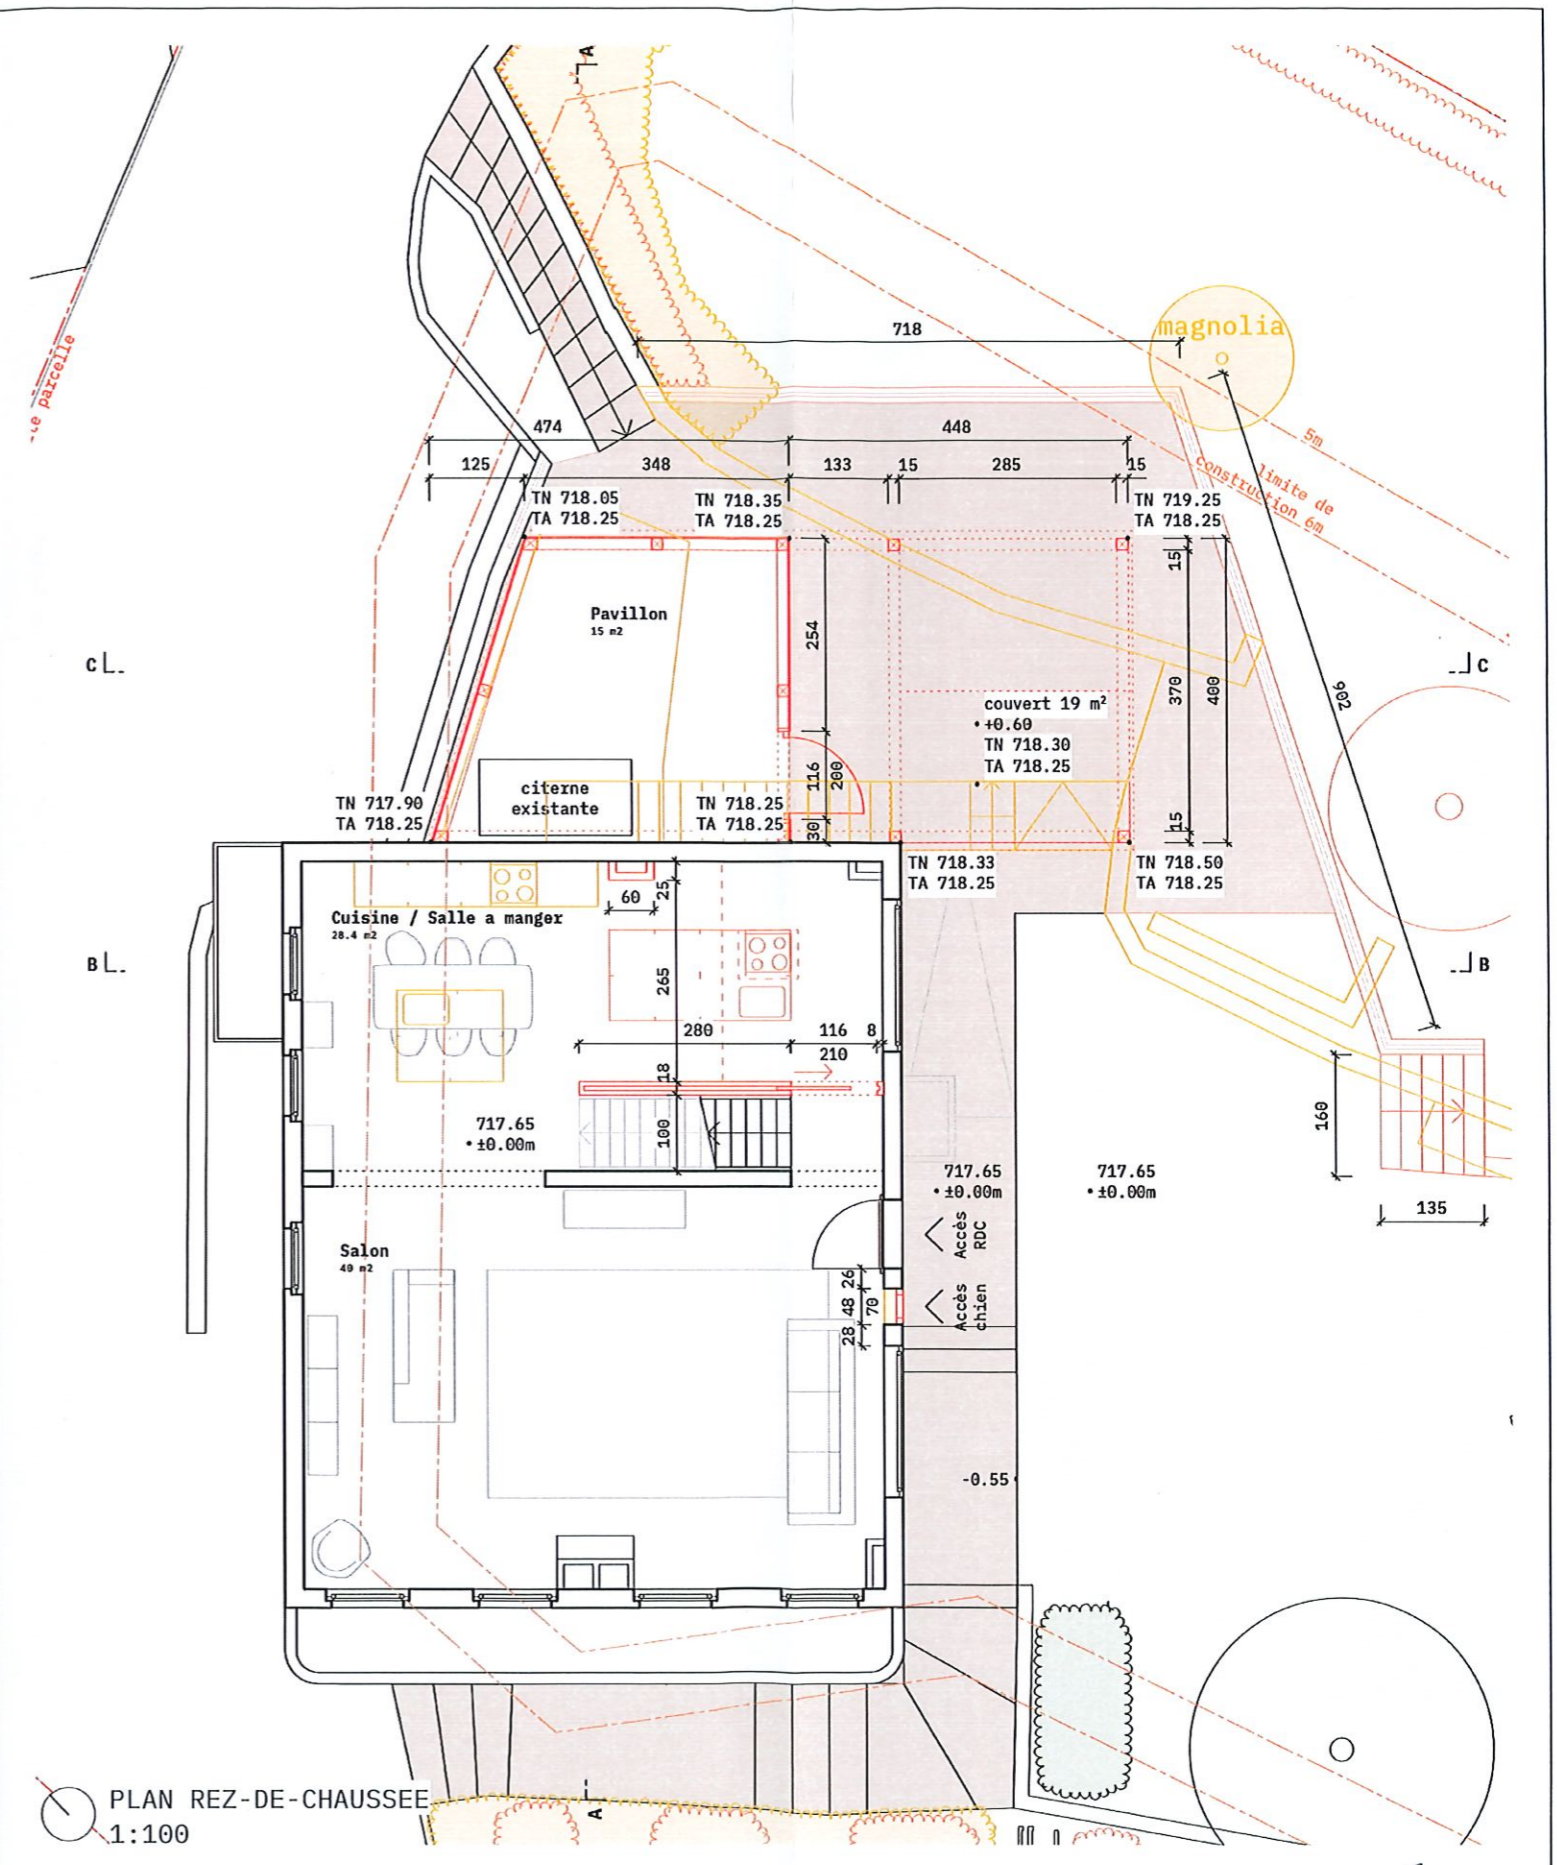 A
magnolia
718
5m
limite de
construction 6m
474
448
125
348
133
15
285
15
TN 718.05
TA 718.25
TN 718.35
TA 718.25
TN 719.25
TA 718.25
15
Pavillon
15 m2
254
370
400
902
C
C
couvert 19 m²
+0.60
TN 718.30
TA 718.25
citerne
existante
116
200
30
15
TN 717.90
TA 718.25
TN 718.25
TA 718.25
TN 718.33
TA 718.25
TN 718.50
TA 718.25
60
25
Cuisine / Salle a manger
28.4 m2
B
B
265
280
116
8
210
18
100
717.65
±0.00m
160
135
717.65
±0.00m
717.65
±0.00m
Accès
RDC
Accès
chien
Salon
40 m2
26
48
70
28
-0.55
A
PLAN REZ-DE-CHAUSSEE
1:100
parcelle